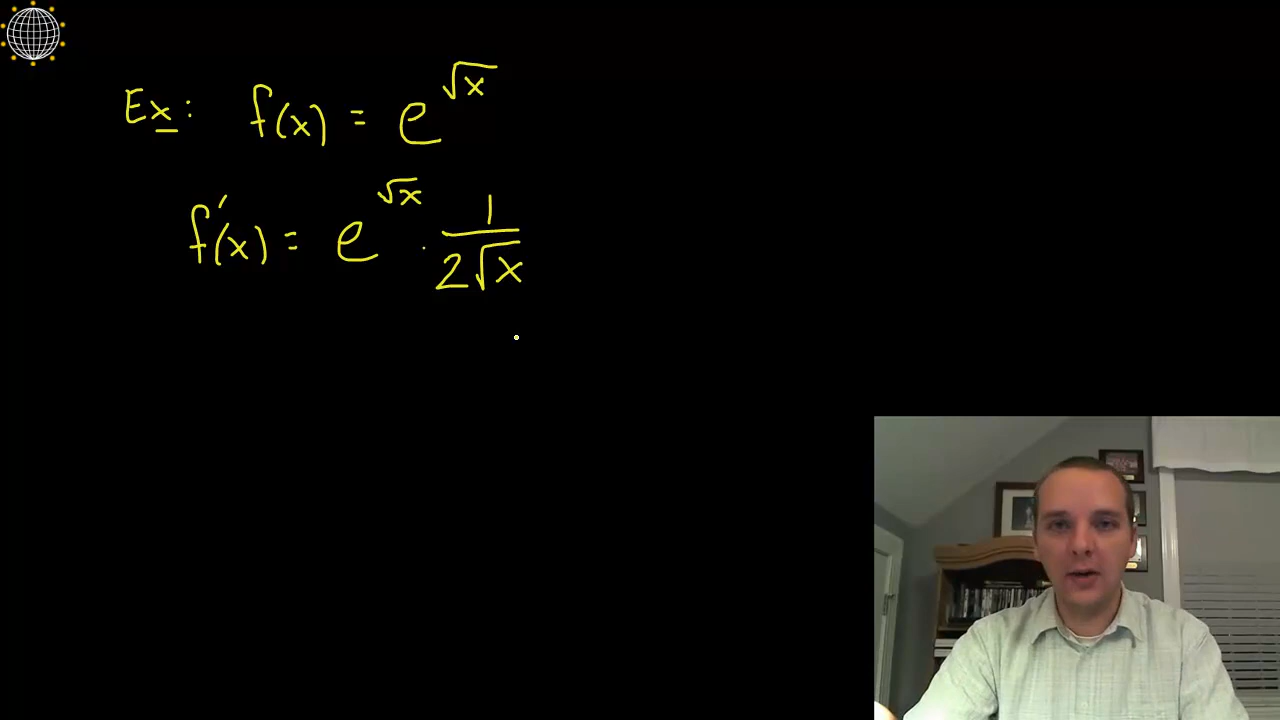 Ex: f(x) = e^√x
f'(x) = e^√x · 1/(2√x)